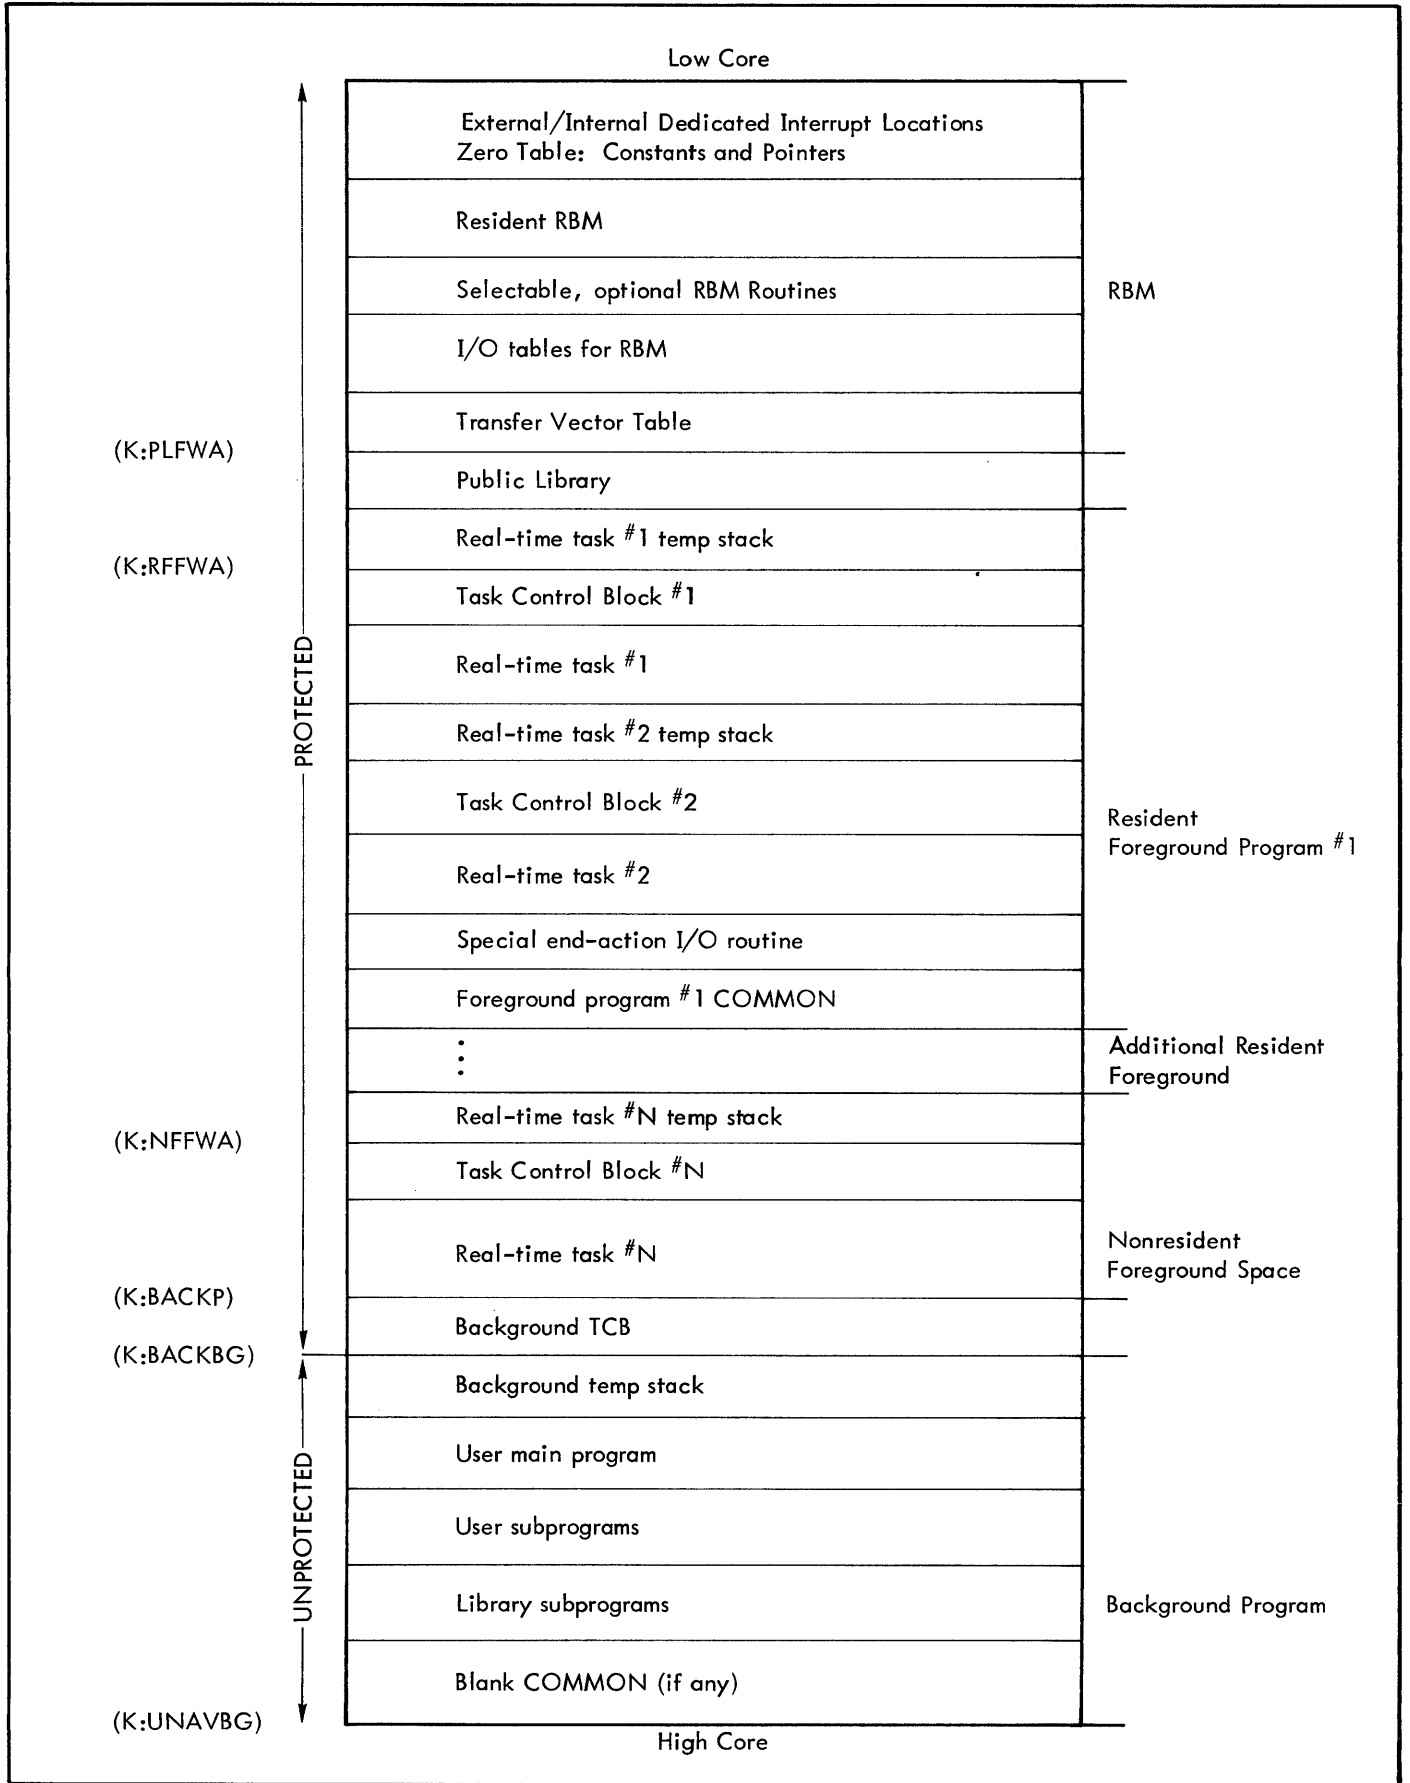 Low Core
External/Internal Dedicated Interrupt Locations
Zero Table: Constants and Pointers
Resident RBM
Selectable, optional RBM Routines
RBM
I/O tables for RBM
Transfer Vector Table
(K:PLFWA)
Public Library
Real-time task #1 temp stack
(K:RFFWA)
Task Control Block #1
PROTECTED
Real-time task #1
Real-time task #2 temp stack
Task Control Block #2
Resident
Foreground Program #1
Real-time task #2
Special end-action I/O routine
Foreground program #1 COMMON
⋮
Additional Resident
Foreground
Real-time task #N temp stack
(K:NFFWA)
Task Control Block #N
Real-time task #N
Nonresident
Foreground Space
(K:BACKP)
Background TCB
(K:BACKBG)
Background temp stack
UNPROTECTED
User main program
User subprograms
Library subprograms
Background Program
Blank COMMON (if any)
(K:UNAVBG)
High Core